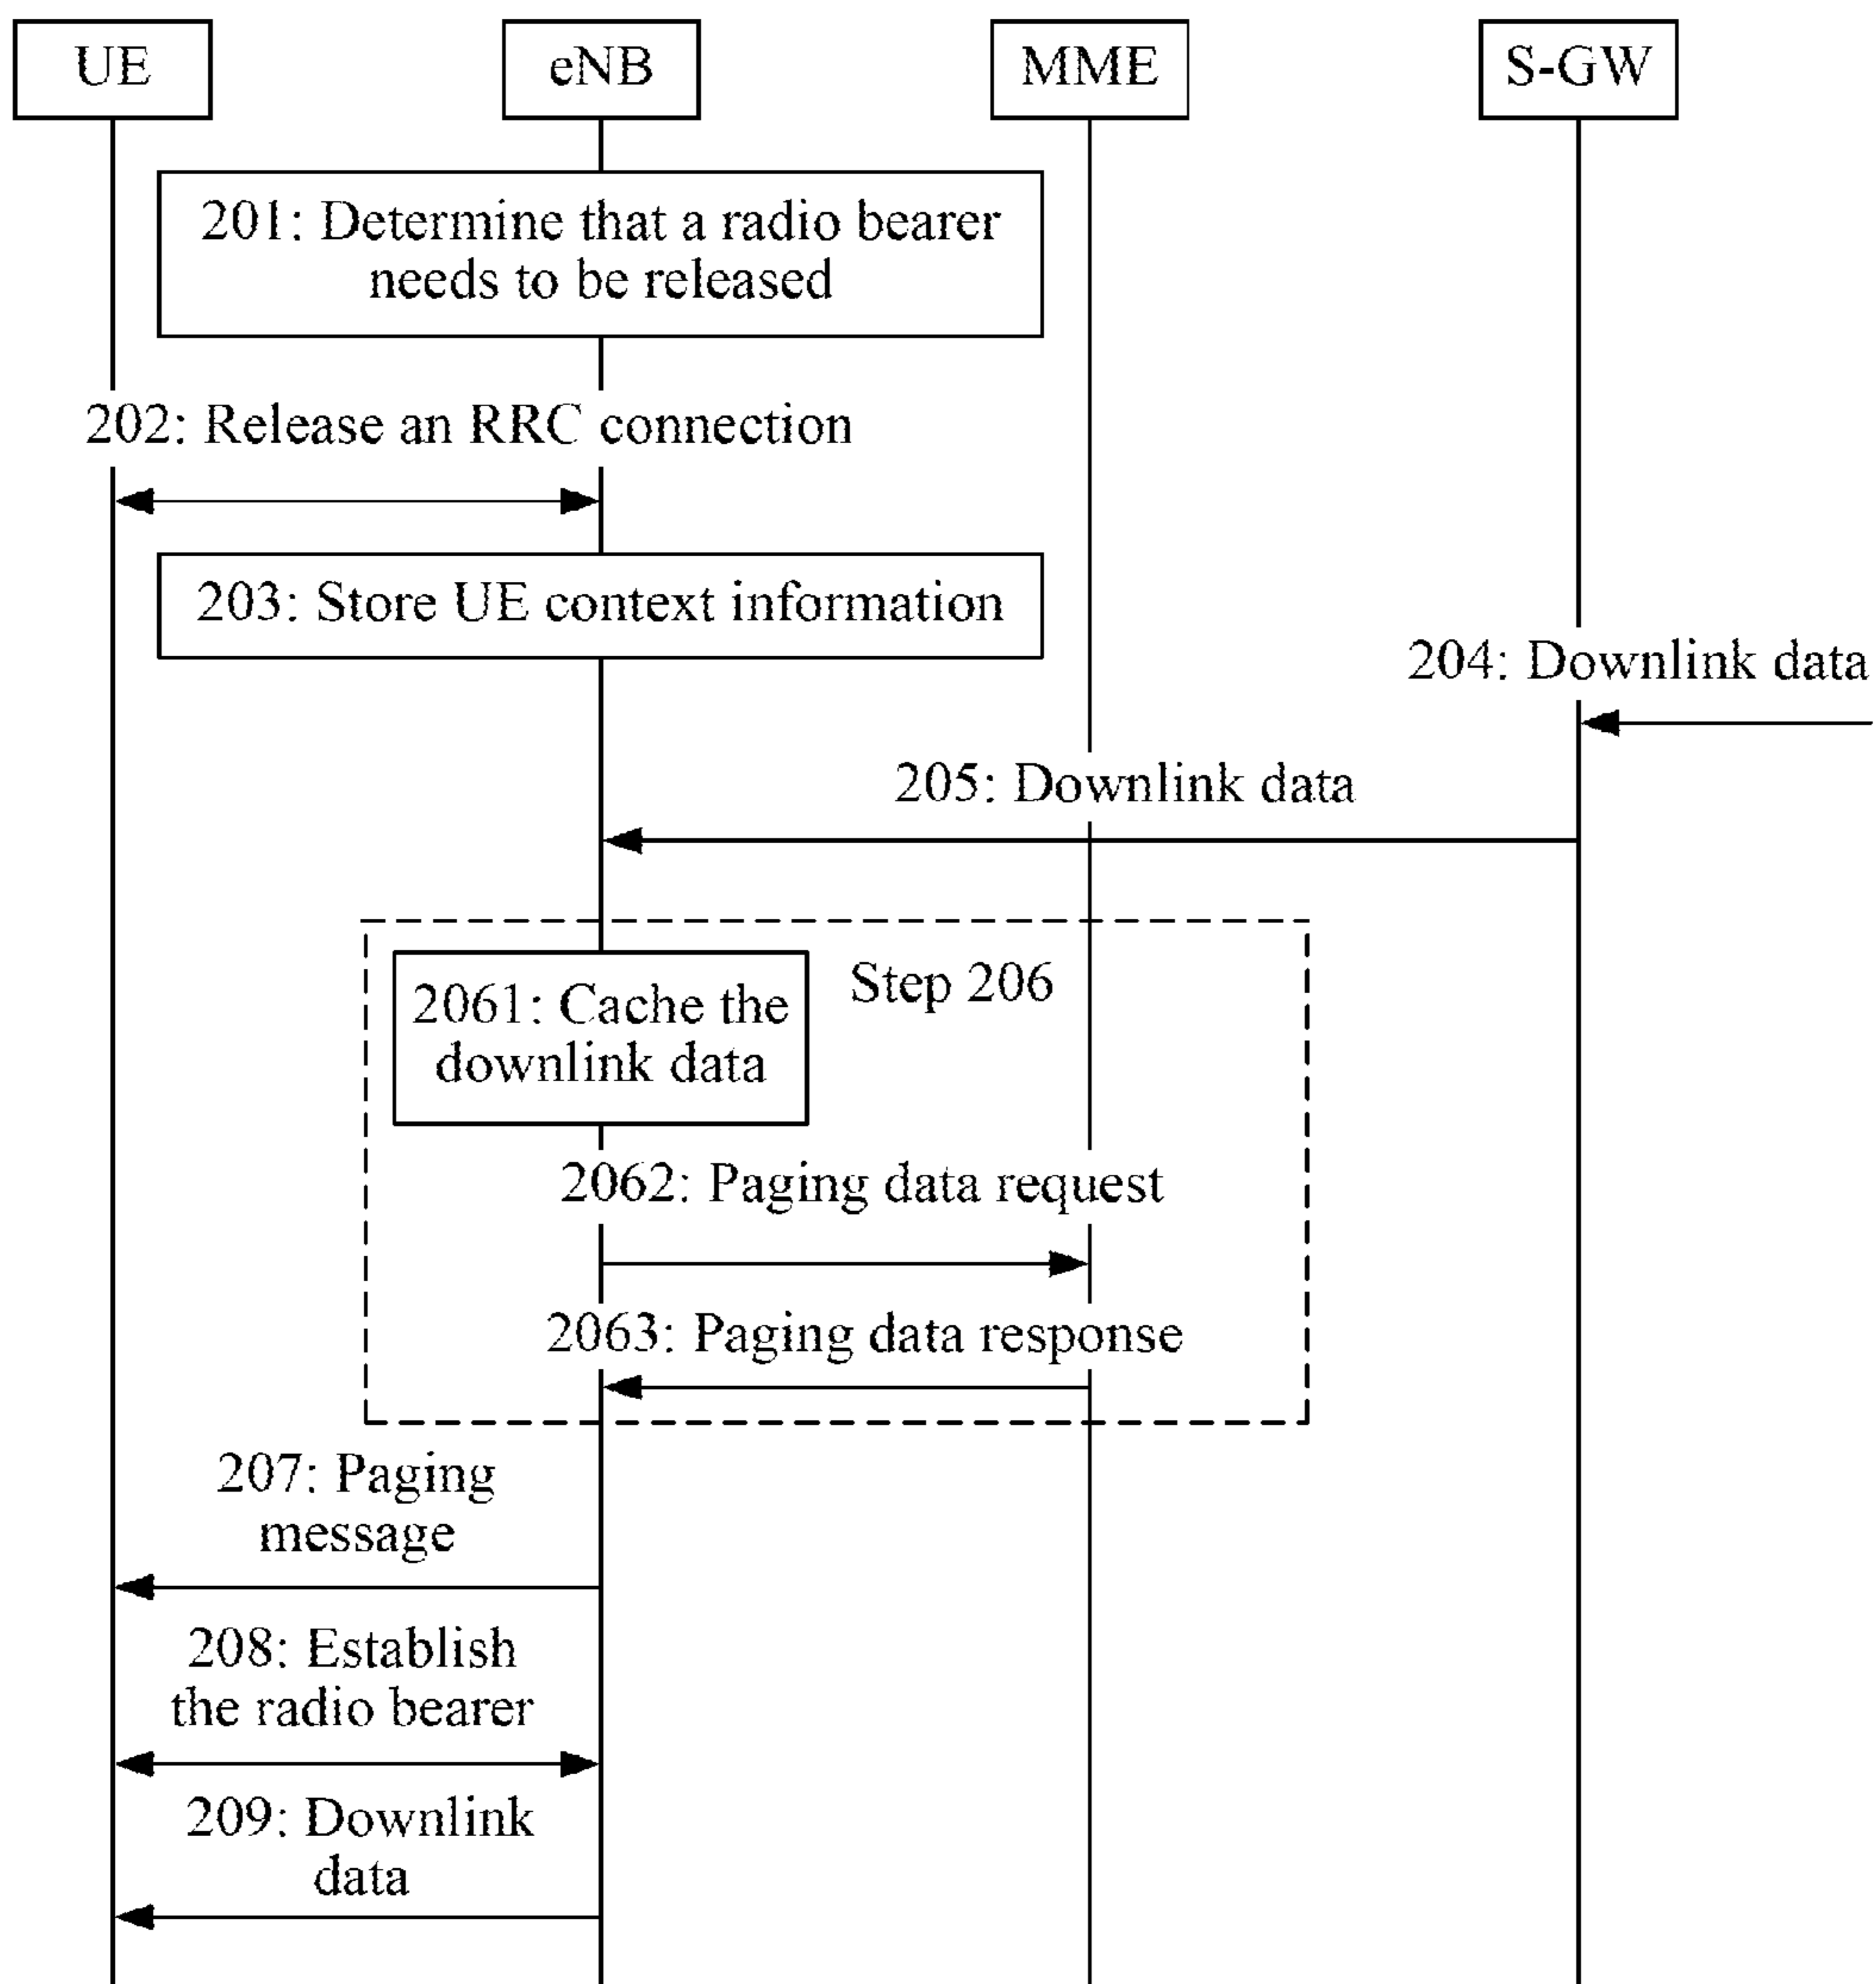 UE
eNB
MME
S-GW
201: Determine that a radio bearer
needs to be released
202: Release an RRC connection
203: Store UE context information
204: Downlink data
205: Downlink data
Step 206
2061: Cache the
downlink data
2062: Paging data request
2063: Paging data response
207: Paging
message
208: Establish
the radio bearer
209: Downlink
data